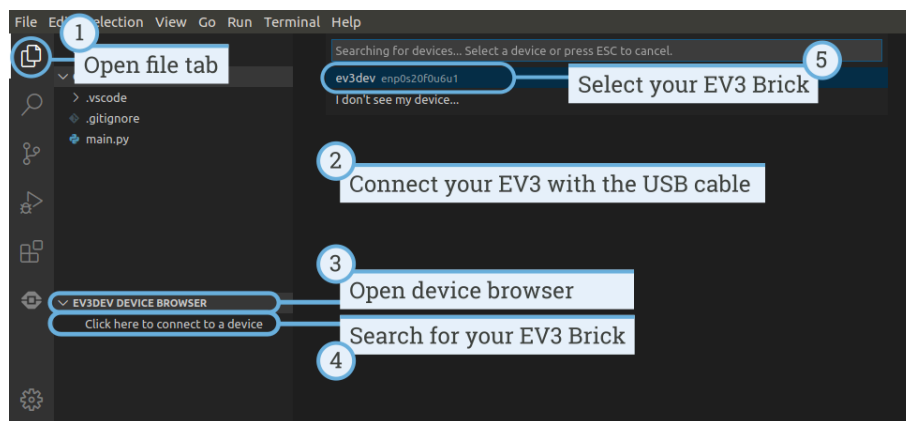 File Edit Selection View Go Run Terminal Help
1
Open file tab
Searching for devices... Select a device or press ESC to cancel.
5
ev3dev enp0s20f0u6u1
Select your EV3 Brick
I don't see my device...
.vscode
.gitignore
main.py
2
Connect your EV3 with the USB cable
3
Open device browser
EV3DEV DEVICE BROWSER
Click here to connect to a device
Search for your EV3 Brick
4